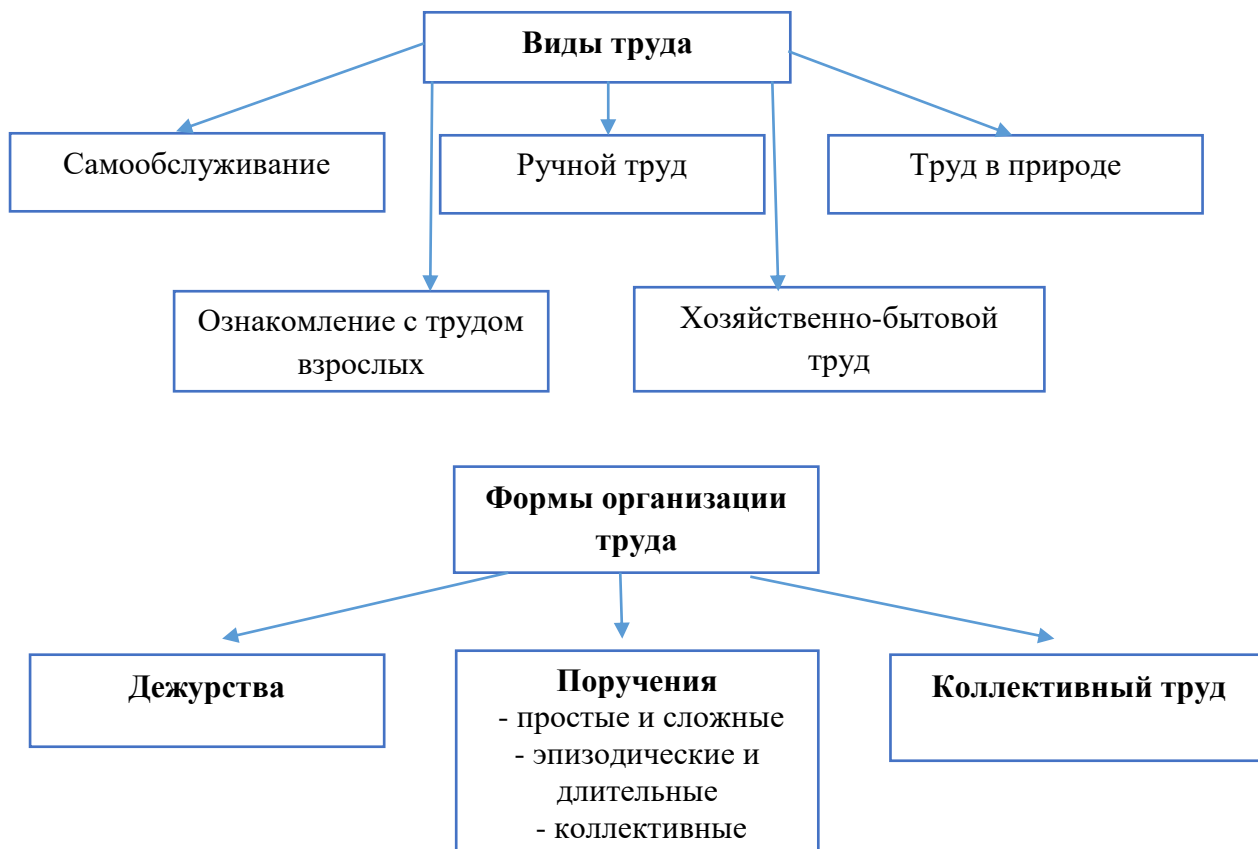 Виды труда
Самообслуживание
Ручной труд
Труд в природе
Ознакомление с трудом
взрослых
Хозяйственно-бытовой
труд
Формы организации
труда
Дежурства
Поручения
- простые и сложные
- эпизодические и
длительные
- коллективные
Коллективный труд